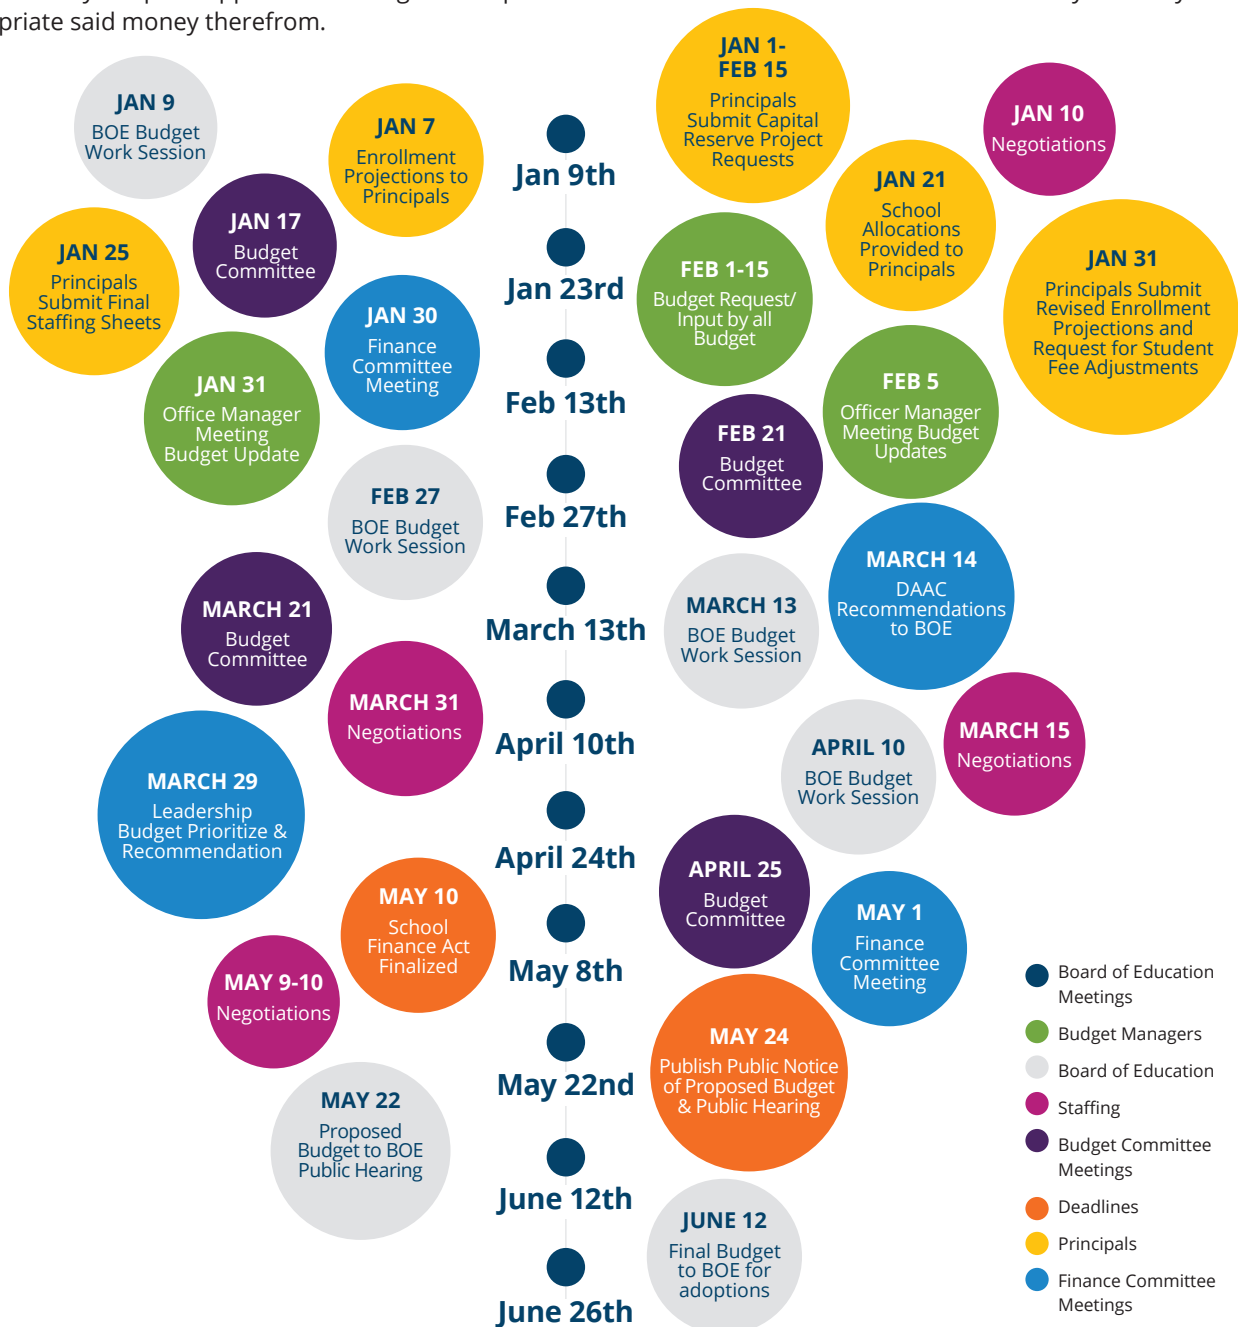 priate said money therefrom.
JAN 9
BOE Budget
Work Session
JAN 7
Enrollment
Projections to
Principals
JAN 17
Budget
Committee
JAN 25
Principals
Submit Final
Staffing Sheets
JAN 30
Finance
Committee
Meeting
JAN 31
Office Manager
Meeting
Budget Update
FEB 27
BOE Budget
Work Session
MARCH 21
Budget
Committee
MARCH 31
Negotiations
MARCH 29
Leadership
Budget Prioritize &
Recommendation
MAY 10
School
Finance Act
Finalized
MAY 9-10
Negotiations
MAY 22
Proposed
Budget to BOE
Public Hearing
Jan 9th
Jan 23rd
Feb 13th
Feb 27th
March 13th
April 10th
April 24th
May 8th
May 22nd
June 12th
June 26th
JAN 1-
FEB 15
Principals
Submit Capital
Reserve Project
Requests
JAN 10
Negotiations
JAN 21
School
Allocations
Provided to
Principals
JAN 31
Principals Submit
Revised Enrollment
Projections and
Request for Student
Fee Adjustments
FEB 1-15
Budget Request/
Input by all
Budget
FEB 5
Officer Manager
Meeting Budget
Updates
FEB 21
Budget
Committee
MARCH 14
DAAC
Recommendations
to BOE
MARCH 13
BOE Budget
Work Session
MARCH 15
Negotiations
APRIL 10
BOE Budget
Work Session
APRIL 25
Budget
Committee
MAY 1
Finance
Committee
Meeting
MAY 24
Publish Public Notice
of Proposed Budget
& Public Hearing
JUNE 12
Final Budget
to BOE for
adoptions
Board of Education
Meetings
Budget Managers
Board of Education
Staffing
Budget Committee
Meetings
Deadlines
Principals
Finance Committee
Meetings